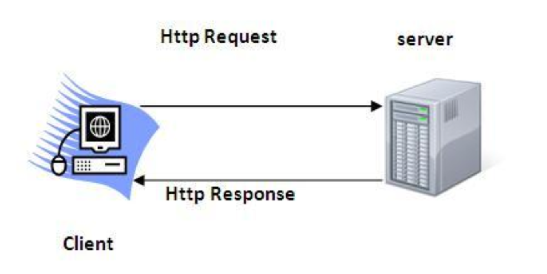 Http Request
server
Http Response
Client